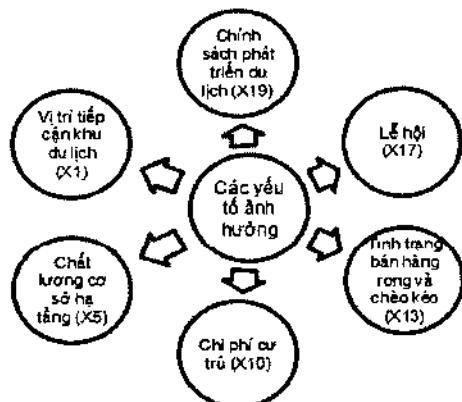 Chính
sách phát
triển du
lịch (X19)
Vị trí tiếp
cận khu
du lịch
(X1)
Lễ hội
(X17)
Các yếu
tố ảnh
hưởng
Chất
lượng cơ
sở hạ
tầng (X5)
Tình trạng
bán hàng
rong và
chèo kéo
(X13)
Chi phí cư
trú (X10)